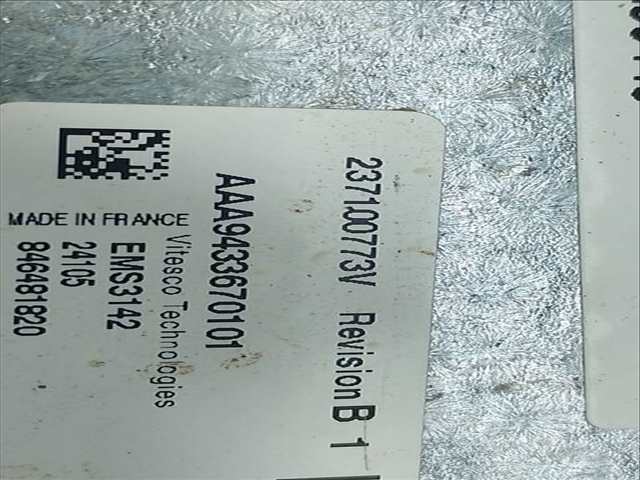 237100773V Revision B 1
AAA9433670101
Vitesco Technologies
EMS3142
24105
846481820
MADE IN FRANCE